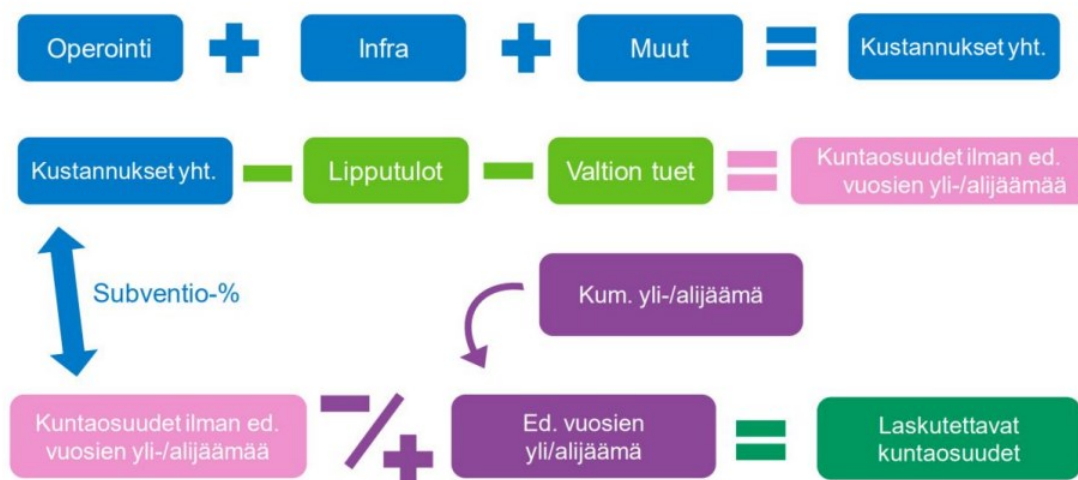 Operointi + Infra + Muut = Kustannukset yht.
Kustannukset yht. – Lipputulot – Valtion tuet = Kuntaosuudet ilman ed.
vuosien yli-/alijäämää
Subventio-%
Kum. yli-/alijäämä
Kuntaosuudet ilman ed.
vuosien yli-/alijäämää
–/+
Ed. vuosien
yli/alijäämä
=
Laskutettavat
kuntaosuudet